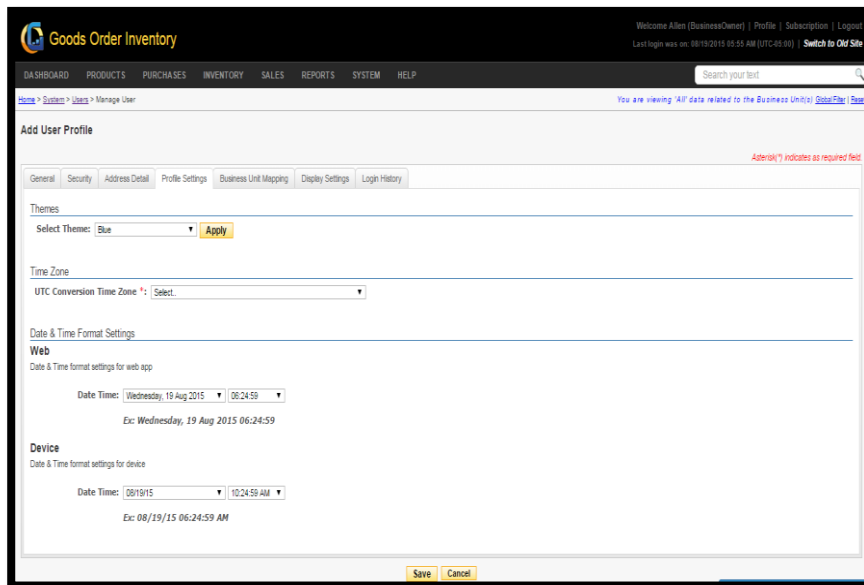 Goods Order Inventory
Welcome Allen (BusinessOwner) | Profile | Subscription | Logout
Last login was on: 08/19/2015 05:55 AM (UTC-05:00) | Switch to Old Site
DASHBOARD PRODUCTS PURCHASES INVENTORY SALES REPORTS SYSTEM HELP
Search your text
Home > System > Users > Manage User
You are viewing 'All' data related to the Business Unit(s) Global Filter | Rese
Add User Profile
Asterisk(*) indicates as required field.
General Security Address Detail Profile Settings Business Unit Mapping Display Settings Login History
Themes
Select Theme: Blue Apply
Time Zone
UTC Conversion Time Zone *: Select..
Date & Time Format Settings
Web
Date & Time format settings for web app
Date Time: Wednesday, 19 Aug 2015 06:24:59
Ex: Wednesday, 19 Aug 2015 06:24:59
Device
Date & Time format settings for device
Date Time: 08/19/15 10:24:59 AM
Ex: 08/19/15 06:24:59 AM
Save Cancel